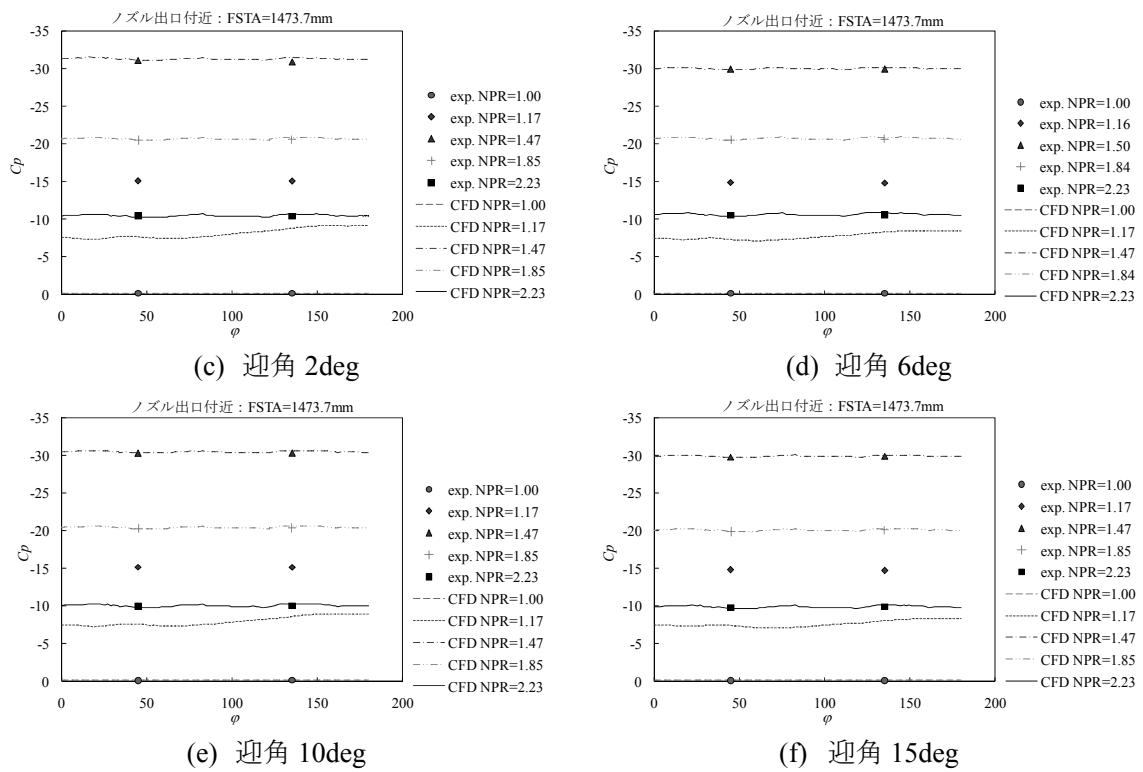 ノズル出口付近：FSTA=1473.7mm
-35
-30
-25
-20
-15
-10
-5
0
Cp
0 50 100 150 200
φ
exp. NPR=1.00
exp. NPR=1.17
exp. NPR=1.47
exp. NPR=1.85
exp. NPR=2.23
CFD NPR=1.00
CFD NPR=1.17
CFD NPR=1.47
CFD NPR=1.85
CFD NPR=2.23
(c) 迎角 2deg
ノズル出口付近：FSTA=1473.7mm
-35
-30
-25
-20
-15
-10
-5
0
Cp
0 50 100 150 200
φ
exp. NPR=1.00
exp. NPR=1.16
exp. NPR=1.50
exp. NPR=1.84
exp. NPR=2.23
CFD NPR=1.00
CFD NPR=1.17
CFD NPR=1.47
CFD NPR=1.84
CFD NPR=2.23
(d) 迎角 6deg
ノズル出口付近：FSTA=1473.7mm
-35
-30
-25
-20
-15
-10
-5
0
Cp
0 50 100 150 200
φ
exp. NPR=1.00
exp. NPR=1.17
exp. NPR=1.47
exp. NPR=1.85
exp. NPR=2.23
CFD NPR=1.00
CFD NPR=1.17
CFD NPR=1.47
CFD NPR=1.85
CFD NPR=2.23
(e) 迎角 10deg
ノズル出口付近：FSTA=1473.7mm
-35
-30
-25
-20
-15
-10
-5
0
Cp
0 50 100 150 200
φ
exp. NPR=1.00
exp. NPR=1.17
exp. NPR=1.47
exp. NPR=1.85
exp. NPR=2.23
CFD NPR=1.00
CFD NPR=1.17
CFD NPR=1.47
CFD NPR=1.85
CFD NPR=2.23
(f) 迎角 15deg